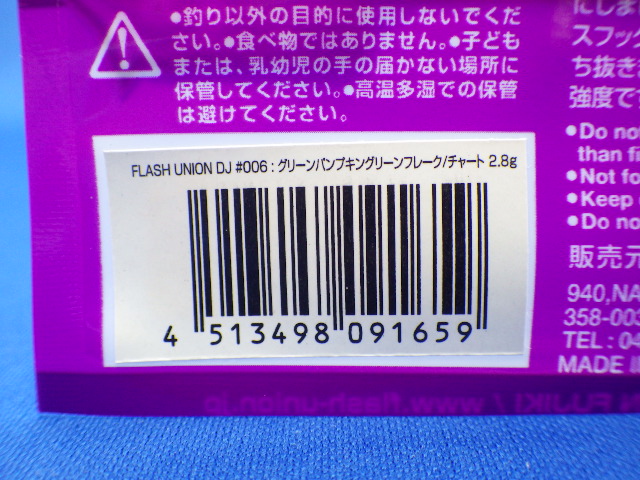 ●釣り以外の目的に使用しないでくだ
さい。●食べ物ではありません。●子ども
または、乳幼児の手の届かない場所に
保管してください。●高温多湿での保管
は避けてください。
にしま
スフッ
ち抜き
強度で
●Do no
than fi
●Not fo
●Keep
●Do no
販売元
940,NA
358-003
TEL: 04
MADE I
FLASH UNION DJ #006 : グリーンパンプキングリーンフレーク/チャート 2.8g
4 513498 091659
www.flash-union.jp